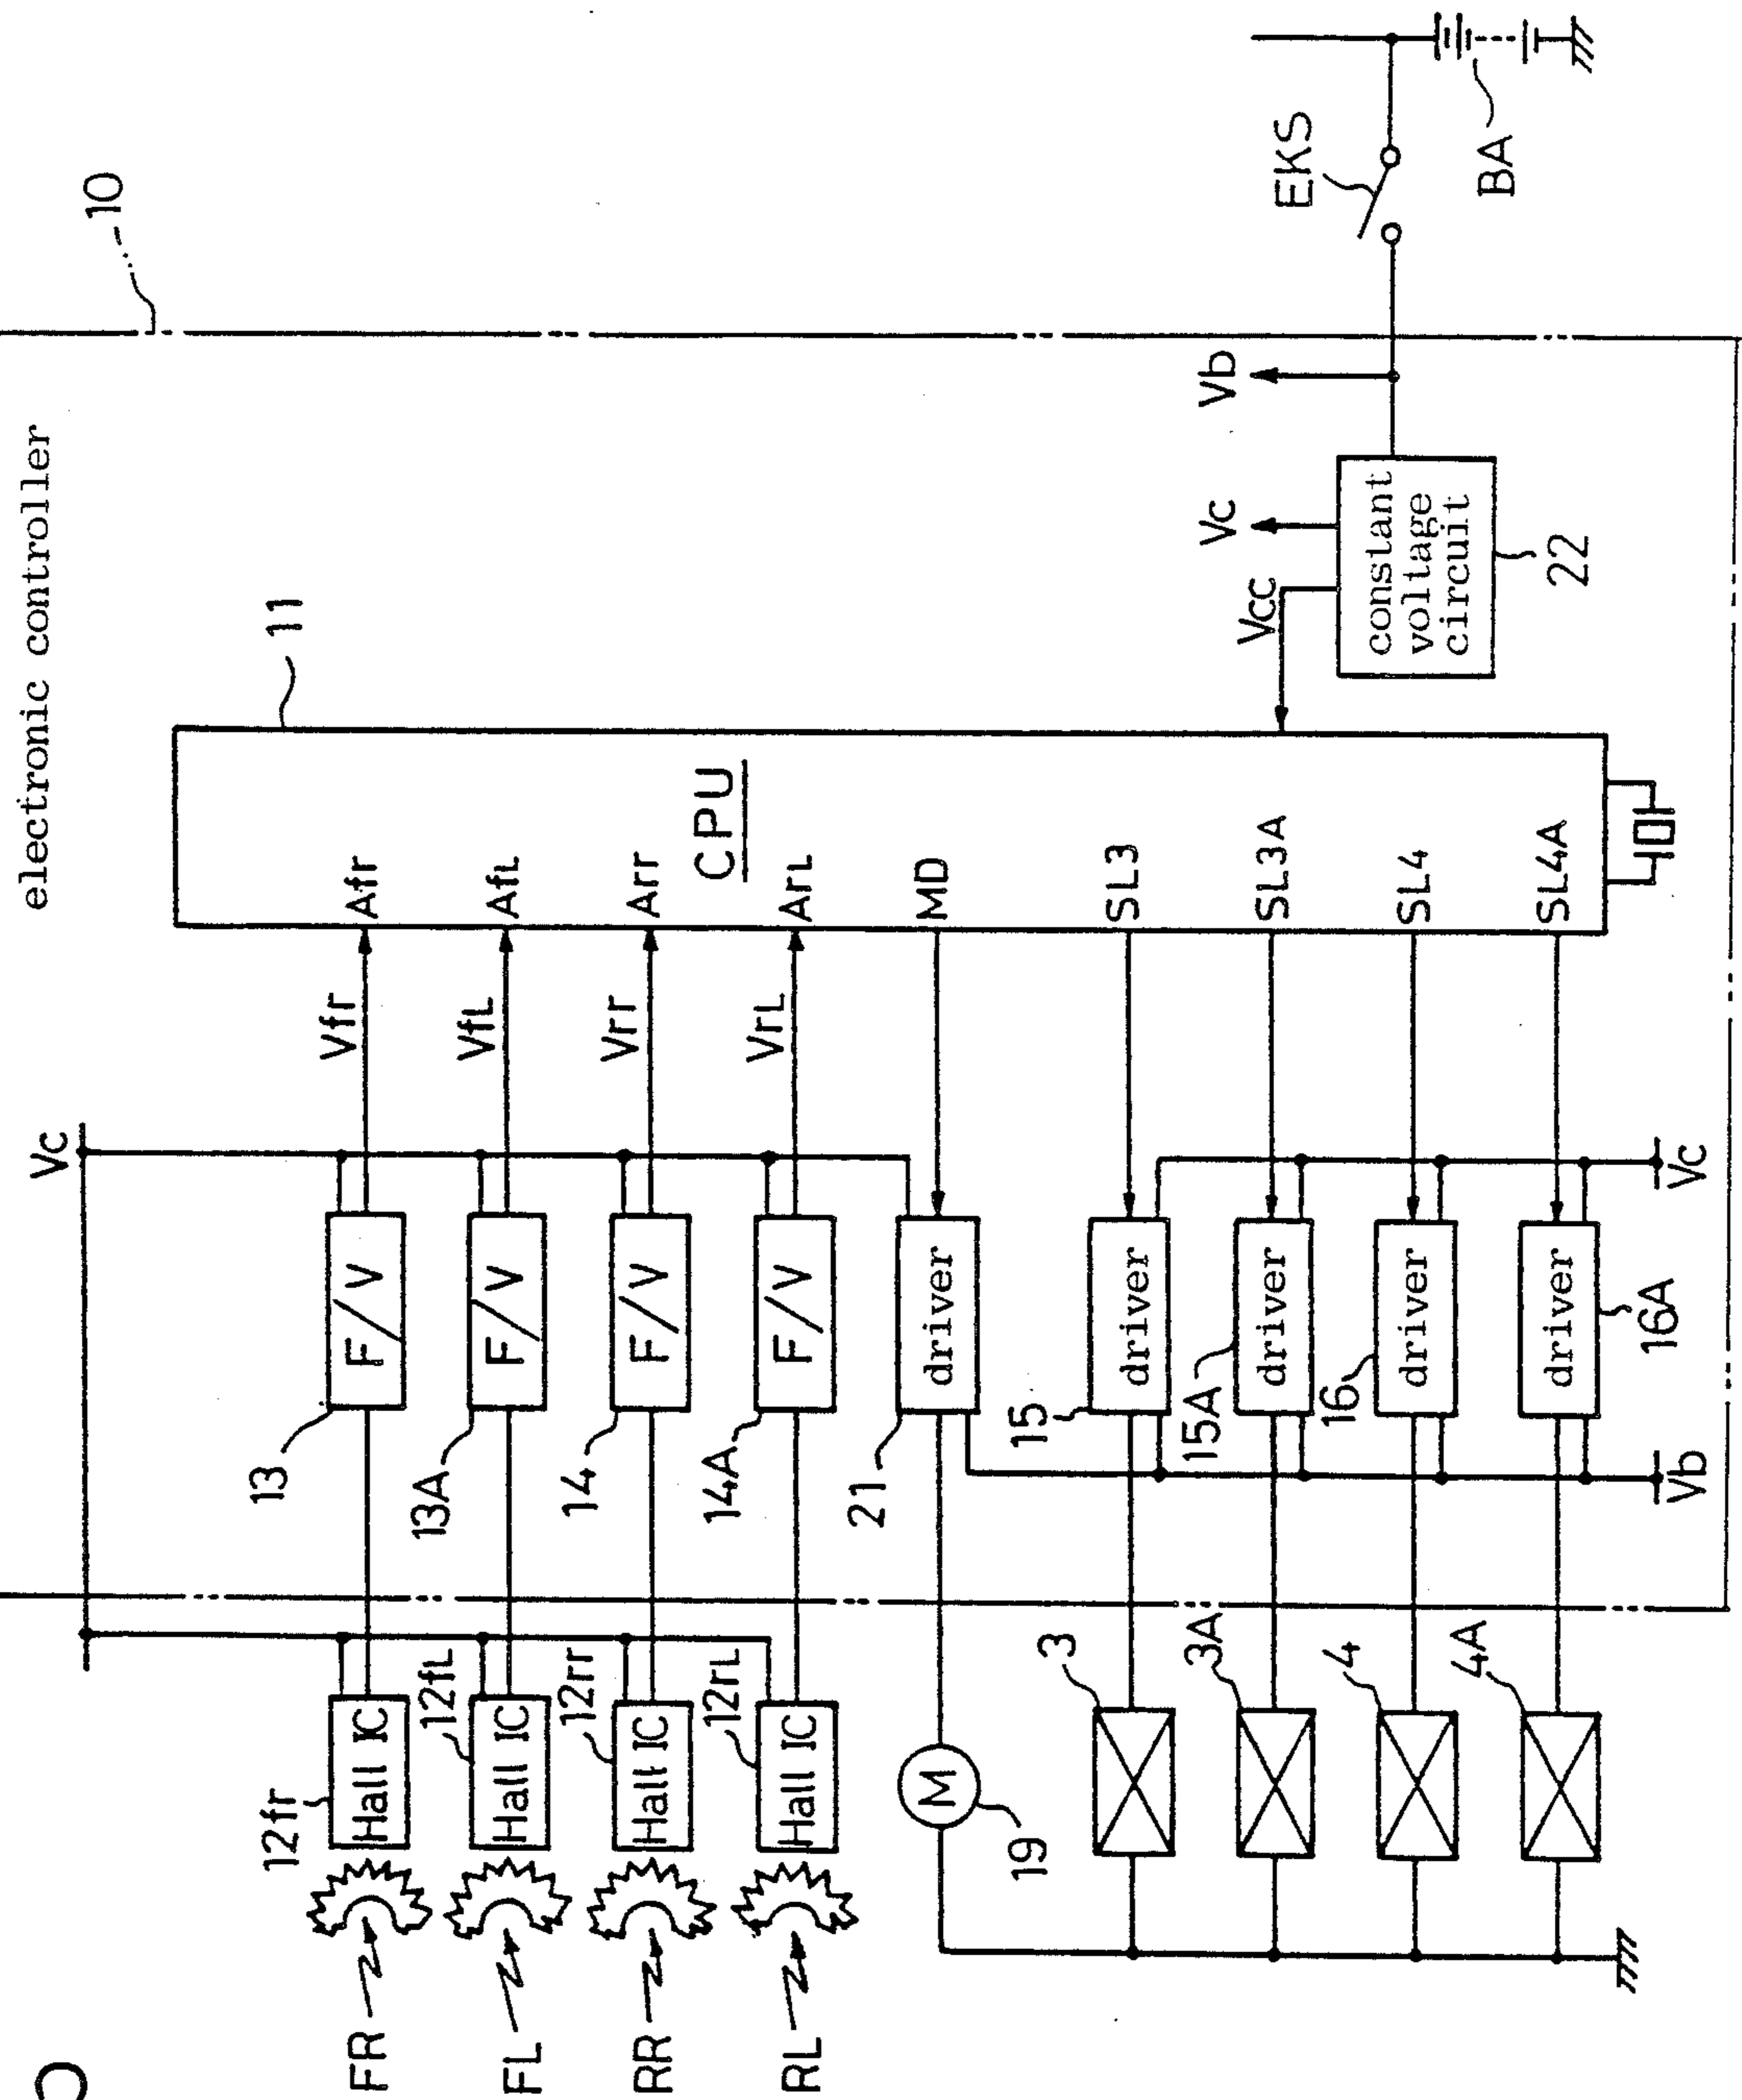 electronic controller
10
Vc
FR
12fr
Hall IC
13
F/V
Vfr
Afr
11
FL
12fL
Hall IC
13A
F/V
VfL
AfL
RR
12rr
Hall IC
14
F/V
Vrr
Arr
CPU
RL
12rL
Hall IC
14A
F/V
VrL
ArL
19
M
21
driver
MD
3
15
driver
SL3
3A
15A
driver
SL3A
4
16
driver
SL4
4A
16A
driver
SL4A
Vb
Vc
Vcc
Vc
Vb
constant
voltage
circuit
22
EKS
BA